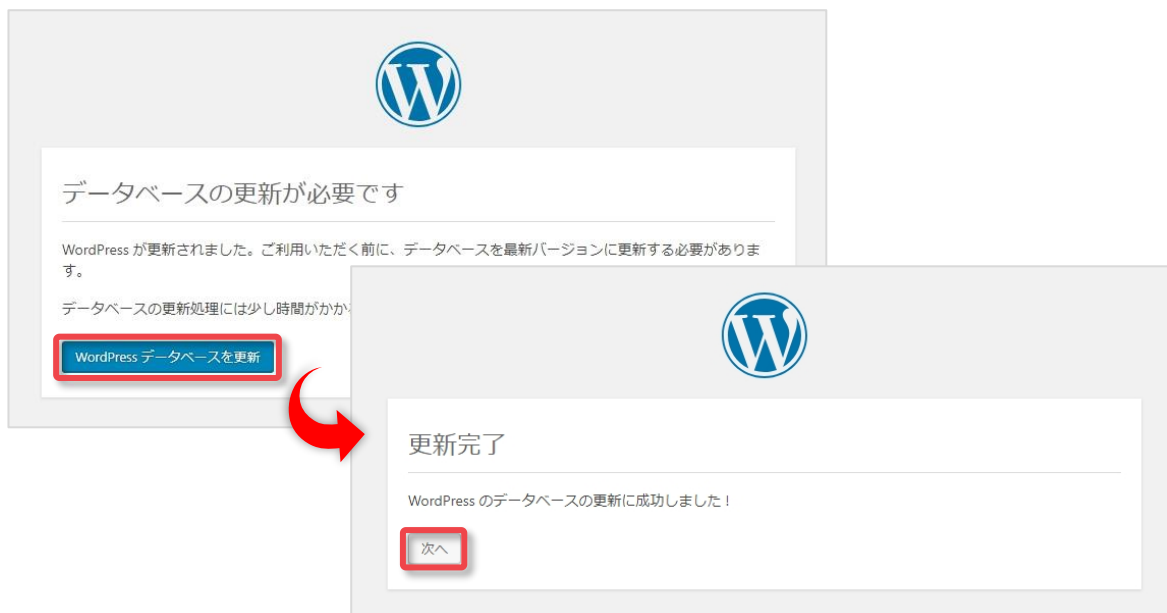 データベースの更新が必要です
WordPress が更新されました。ご利用いただく前に、データベースを最新バージョンに更新する必要がありま
す。
データベースの更新処理には少し時間がかか
WordPress データベースを更新
更新完了
WordPress のデータベースの更新に成功しました !
次へ